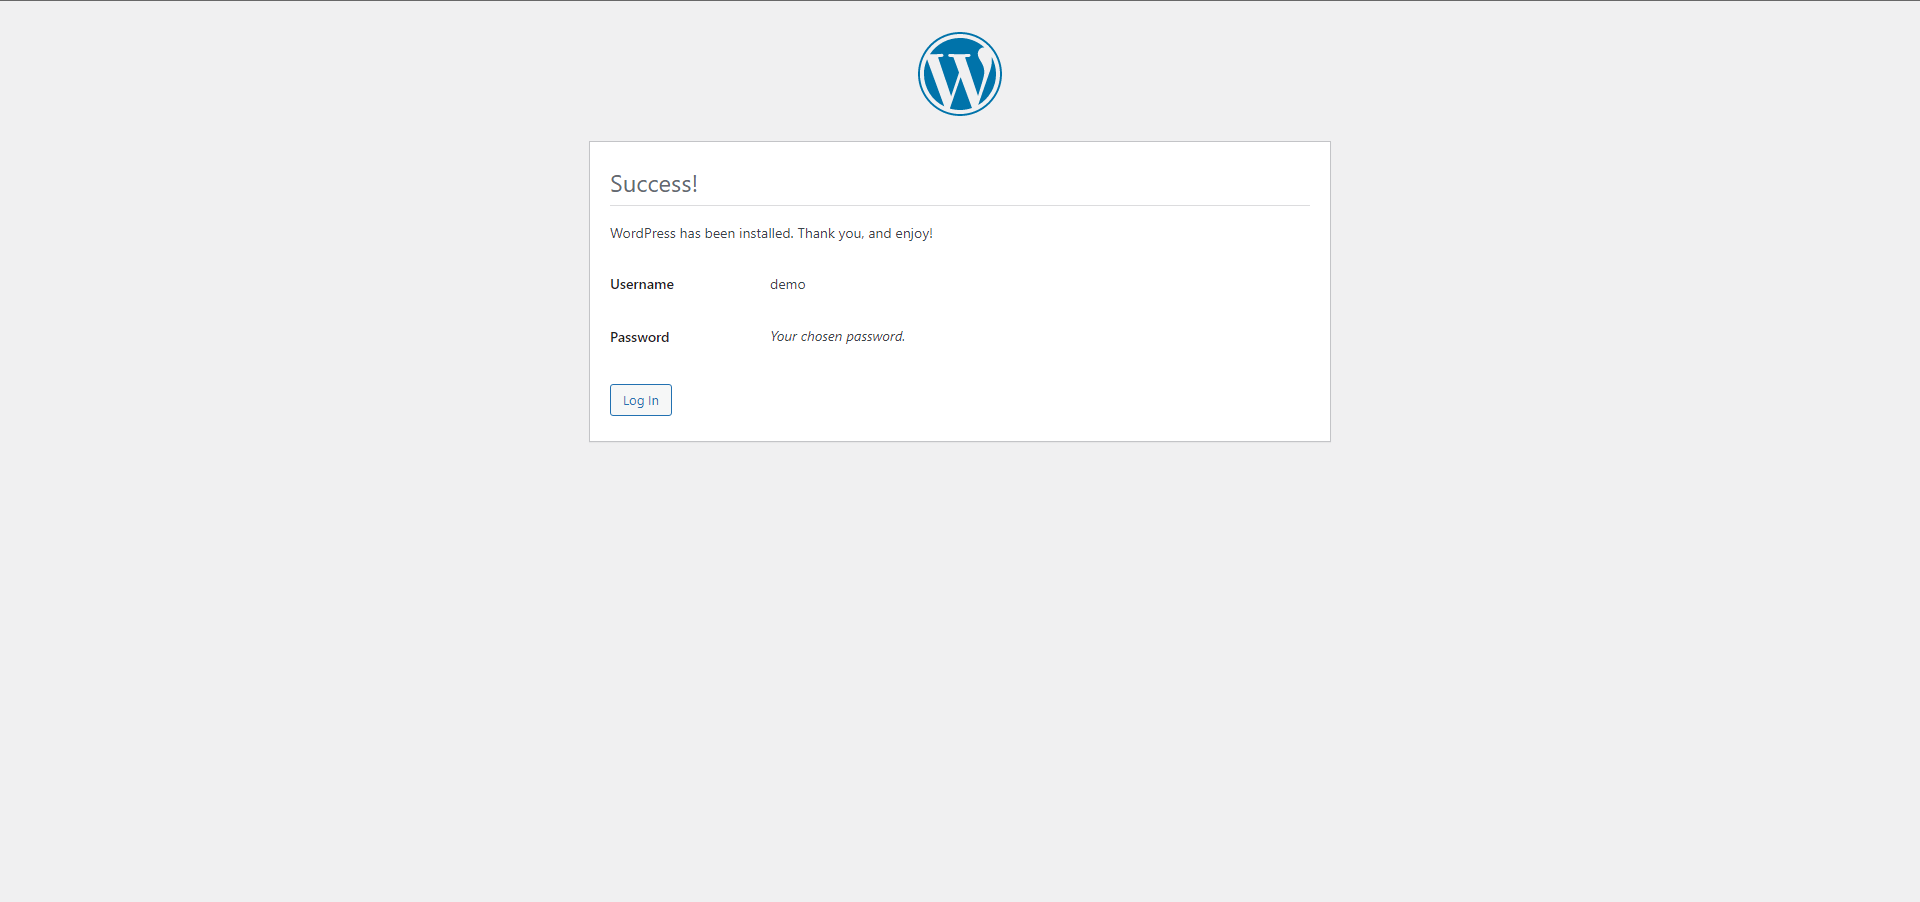 Success!
WordPress has been installed. Thank you, and enjoy!
Username demo
Password Your chosen password.
Log In